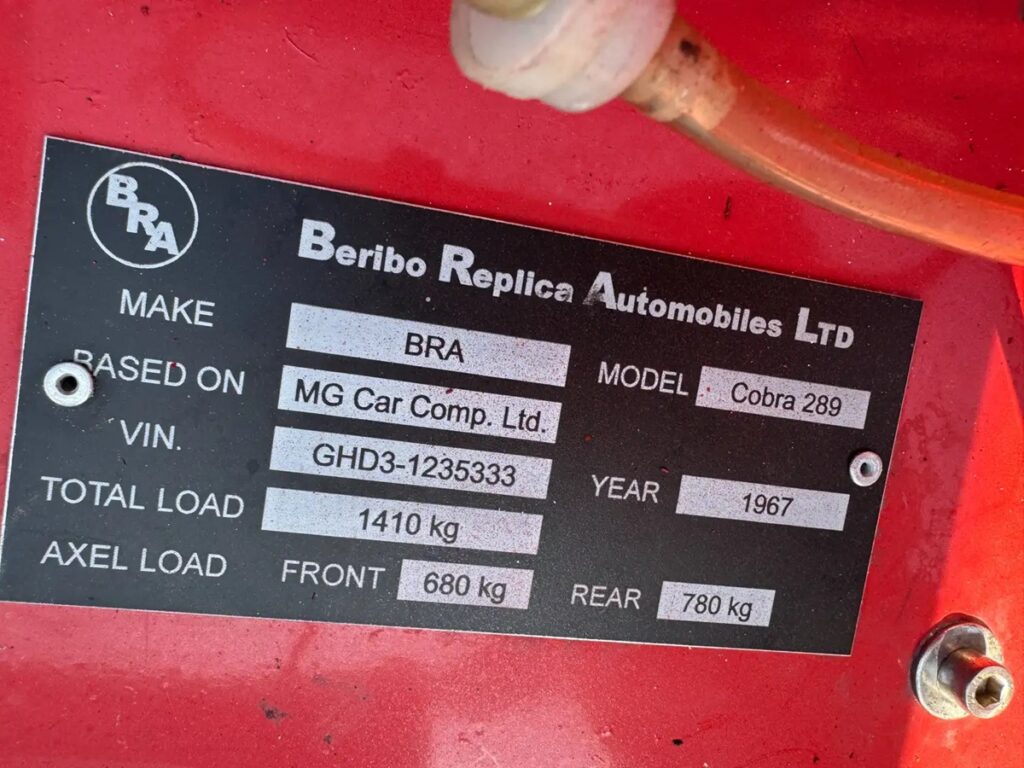 BRA
Beribo Replica Automobiles Ltd
MAKE BRA
BASED ON MG Car Comp. Ltd. MODEL Cobra 289
VIN. GHD3-1235333
TOTAL LOAD 1410 kg YEAR 1967
AXEL LOAD FRONT 680 kg REAR 780 kg